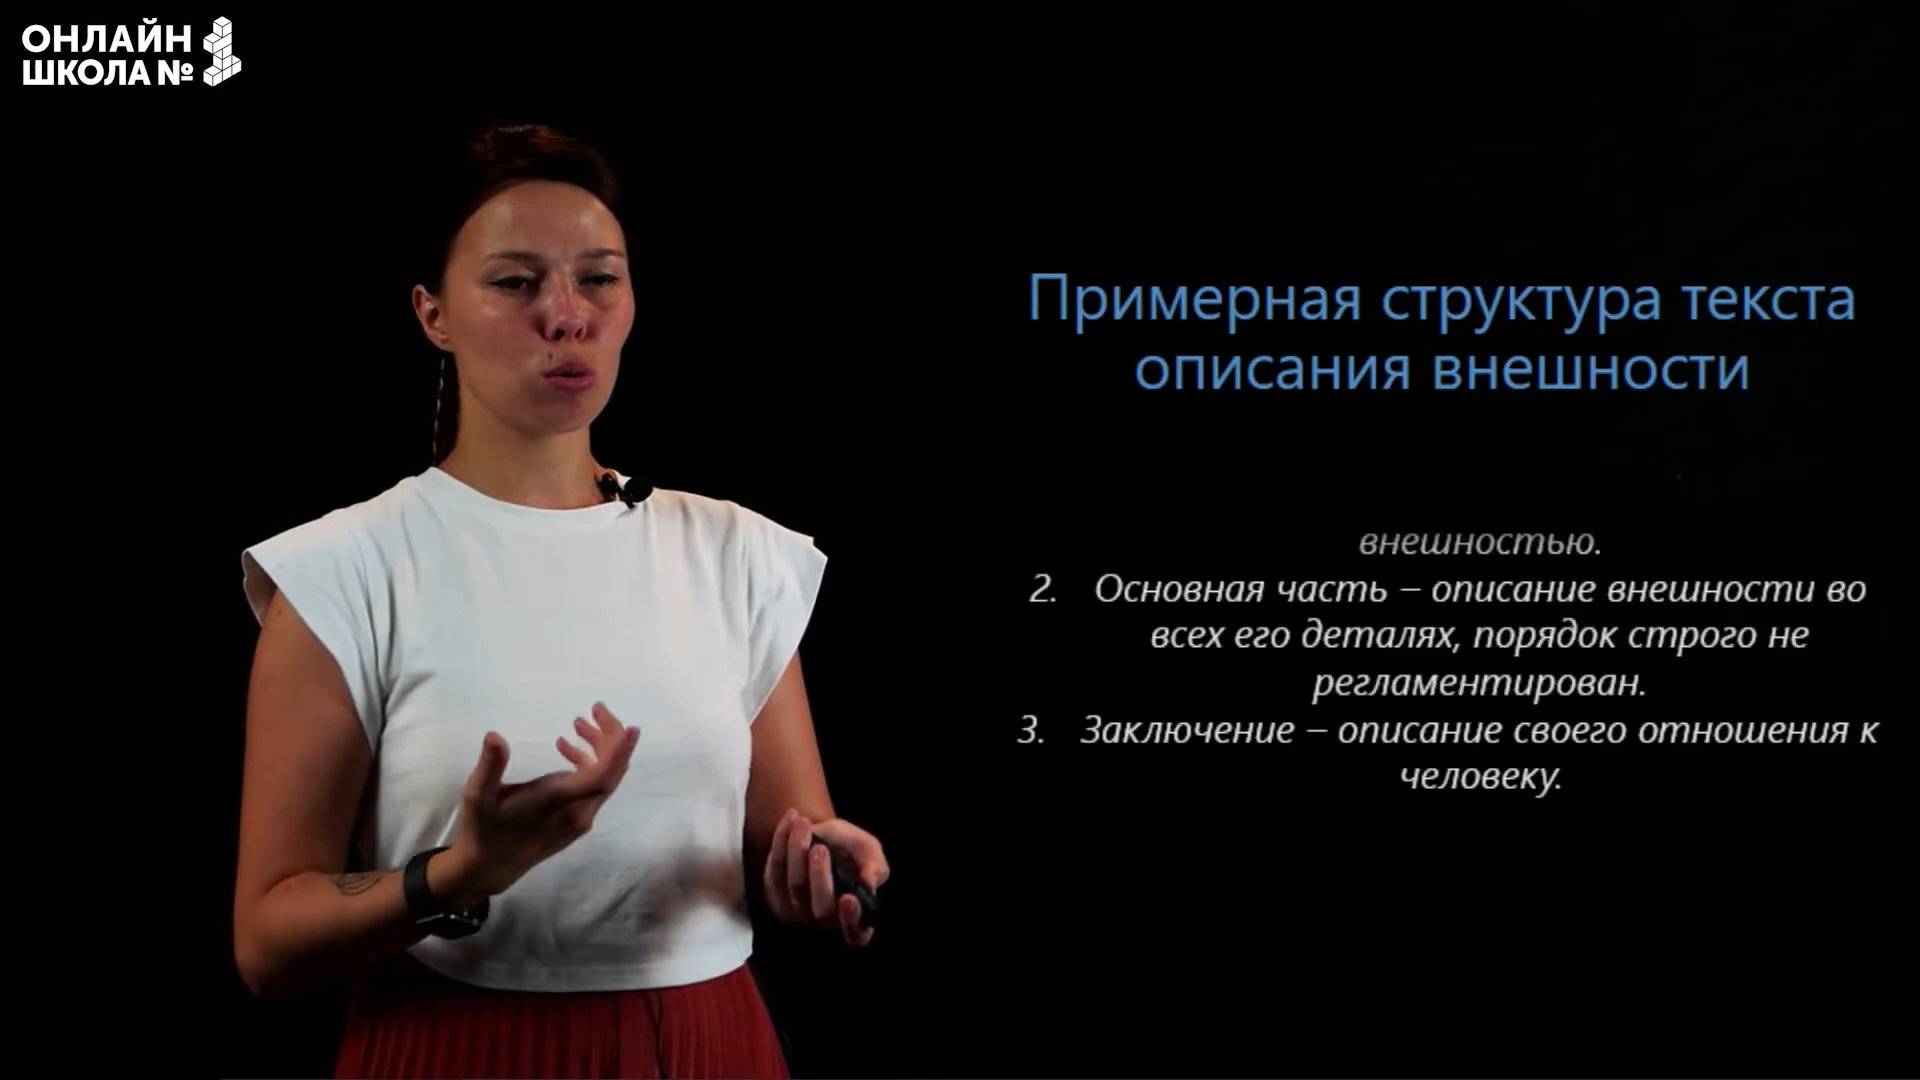 ОНЛАЙН
ШКОЛА №1
Примерная структура текста
описания внешности
внешностью.
2. Основная часть – описание внешности во
всех его деталях, порядок строго не
регламентирован.
3. Заключение – описание своего отношения к
человеку.